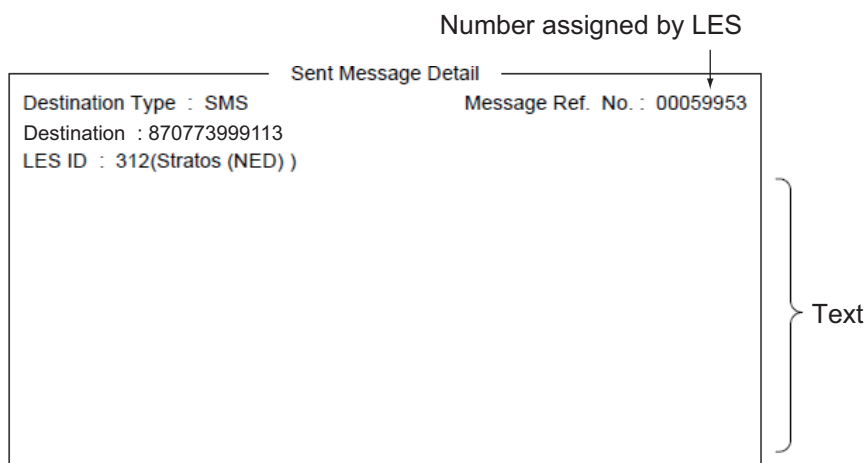 Number assigned by LES
Sent Message Detail
Destination Type : SMS Message Ref. No. : 00059953
Destination : 870773999113
LES ID : 312(Stratos (NED) )
Text